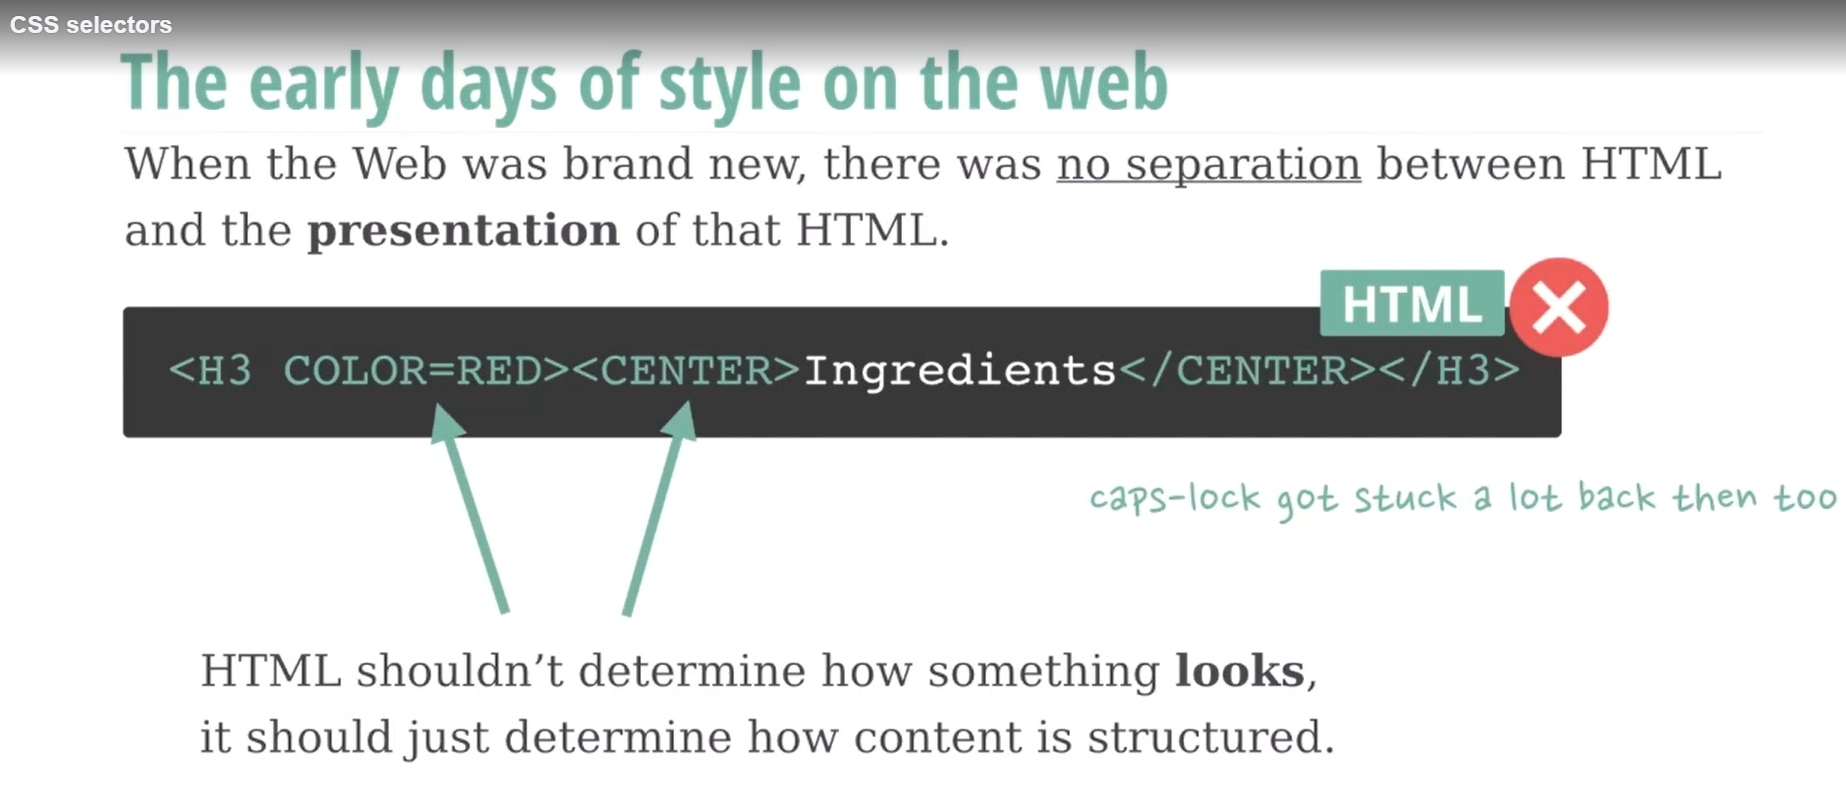 CSS selectors
The early days of style on the web
When the Web was brand new, there was no separation between HTML
and the presentation of that HTML.
HTML
<H3 COLOR=RED><CENTER>Ingredients</CENTER></H3>
caps-lock got stuck a lot back then too
HTML shouldn’t determine how something looks,
it should just determine how content is structured.